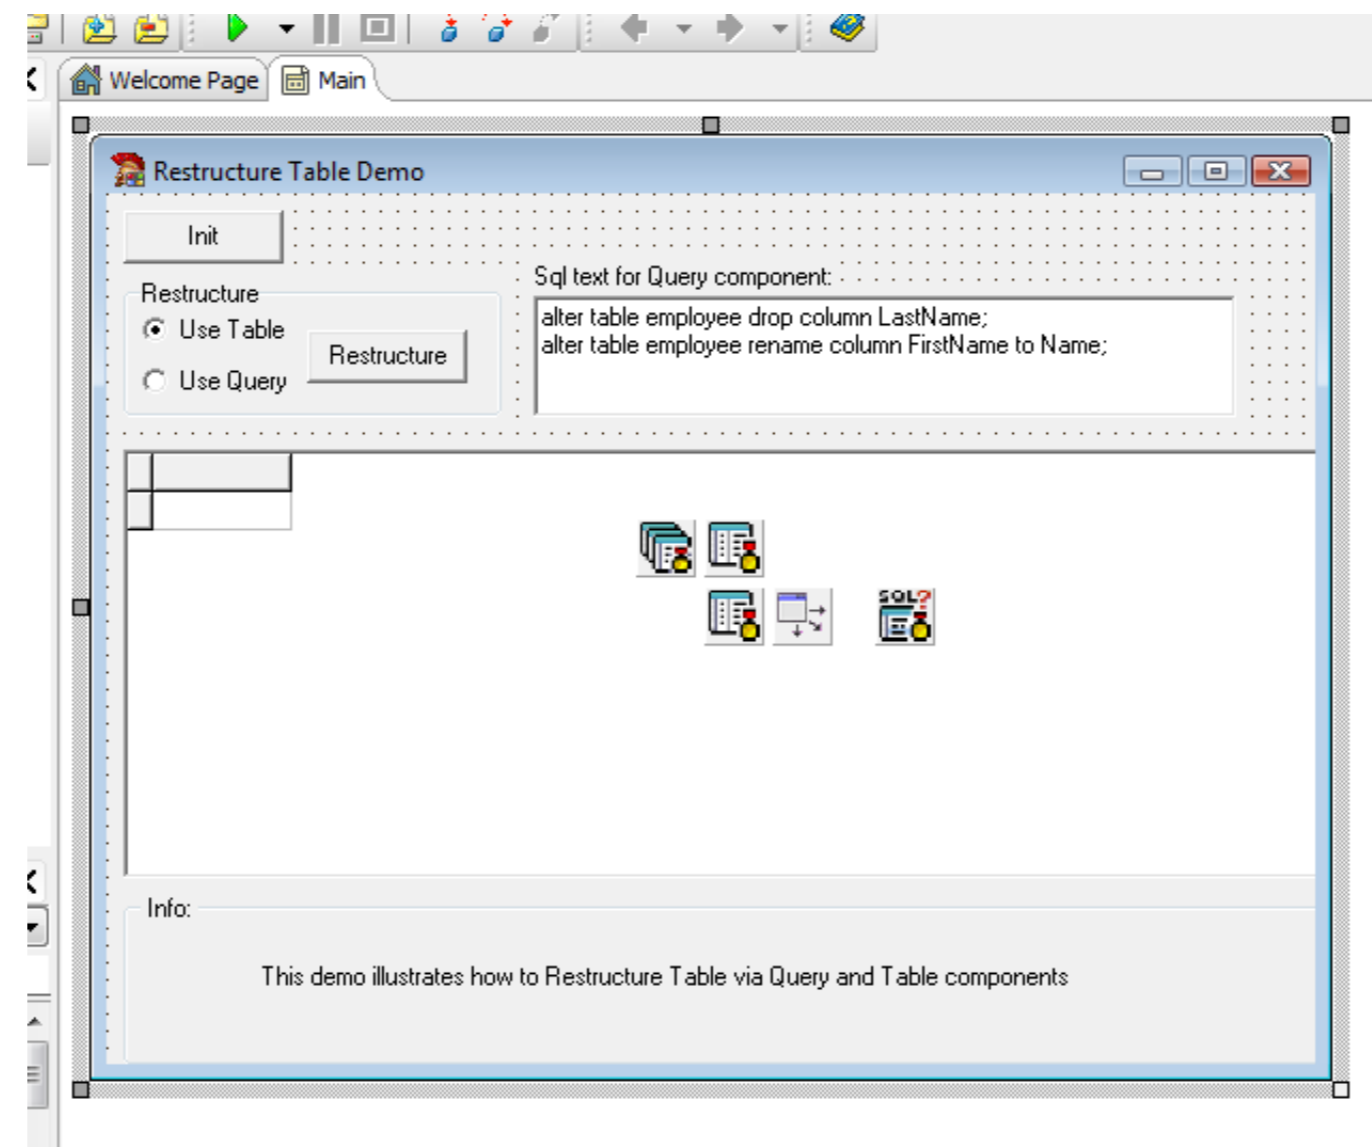 Welcome Page
Main
Restructure Table Demo
Init
Sql text for Query component:
Restructure
Use Table
Restructure
Use Query
alter table employee drop column LastName;
alter table employee rename column FirstName to Name;
SQL?
Info:
This demo illustrates how to Restructure Table via Query and Table components